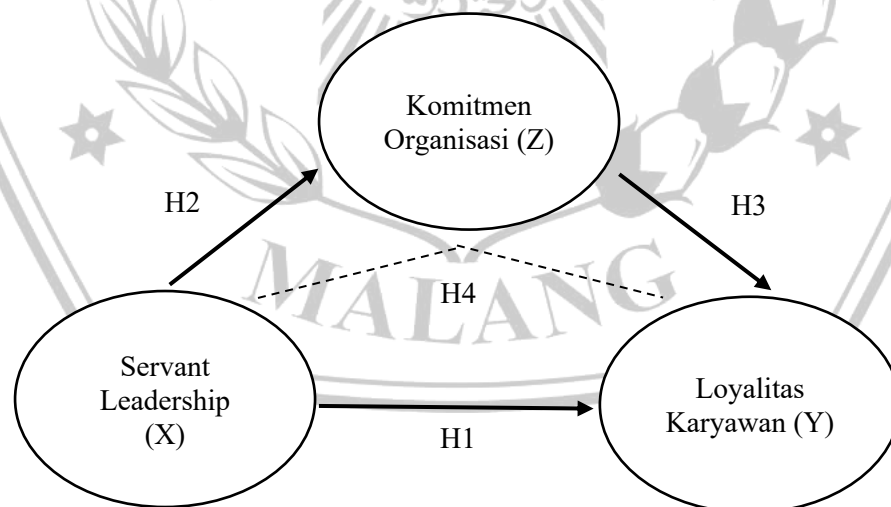 Komitmen
Organisasi (Z)
H2
H3
MALANG
H4
Servant
Leadership
(X)
Loyalitas
Karyawan (Y)
H1